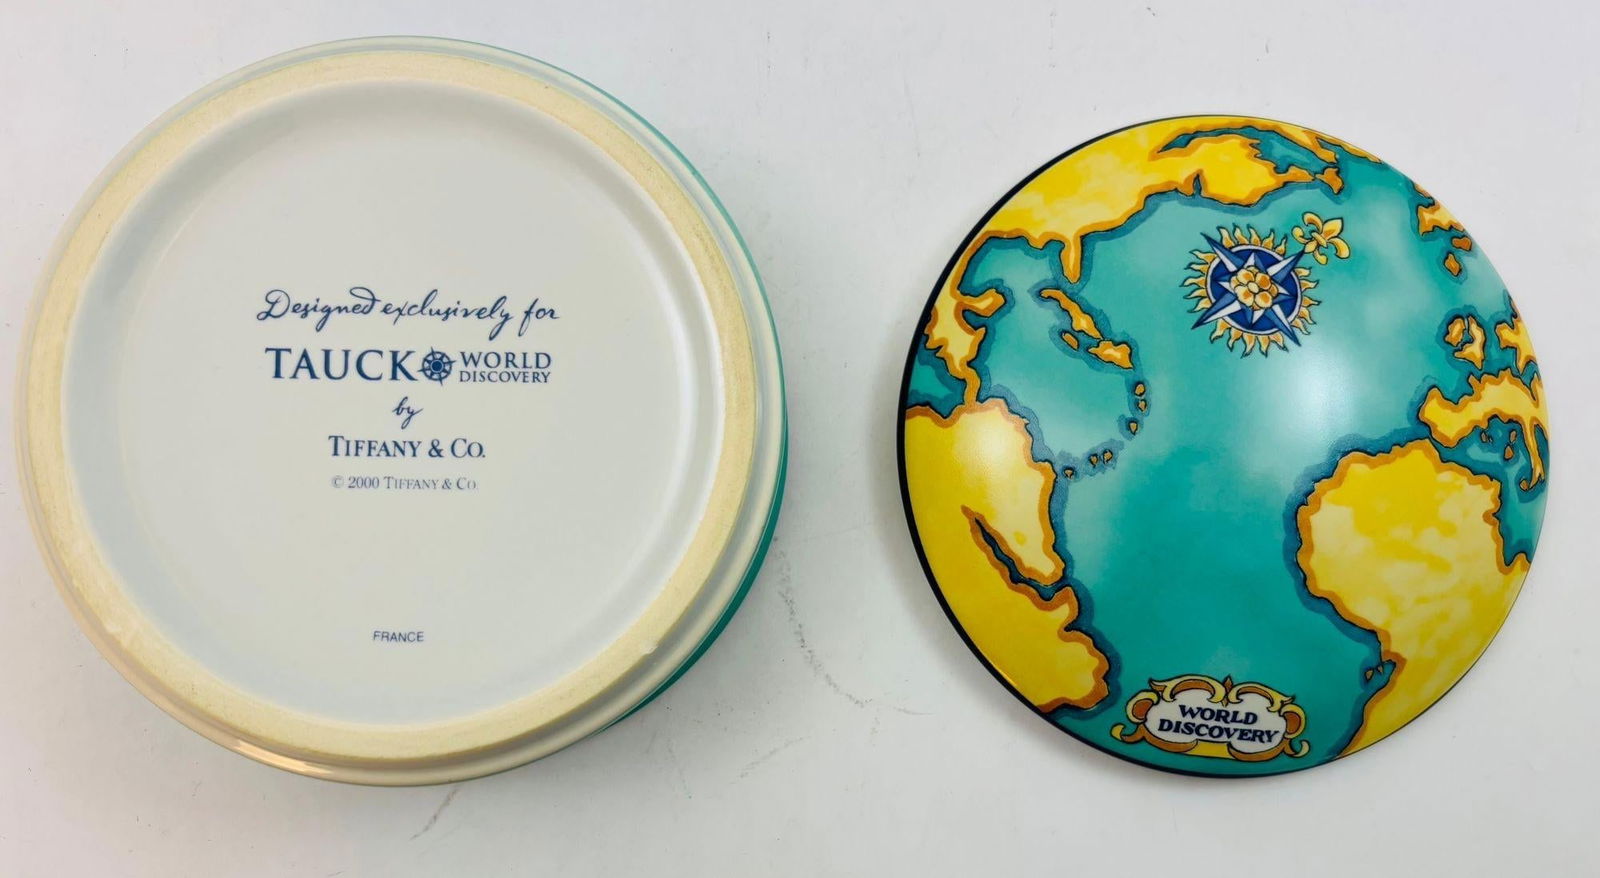 Designed exclusively for
TAUCK WORLD
DISCOVERY
by
TIFFANY & CO.
© 2000 TIFFANY & CO.
FRANCE
WORLD
DISCOVERY